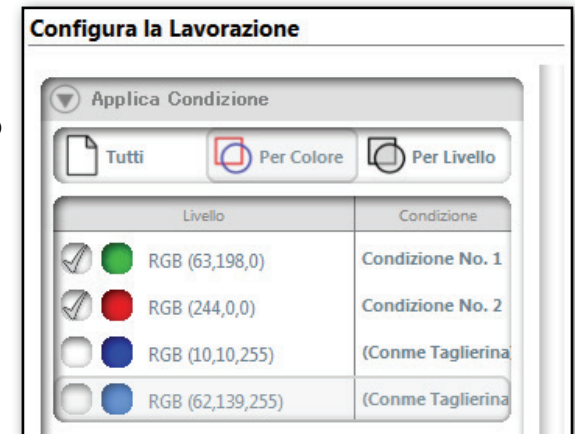 Configura la Lavorazione
Applica Condizione
Tutti Per Colore Per Livello
Livello Condizione
RGB (63,198,0) Condizione No. 1
RGB (244,0,0) Condizione No. 2
RGB (10,10,255) (Conme Taglierina
RGB (62,139,255) (Conme Taglierina